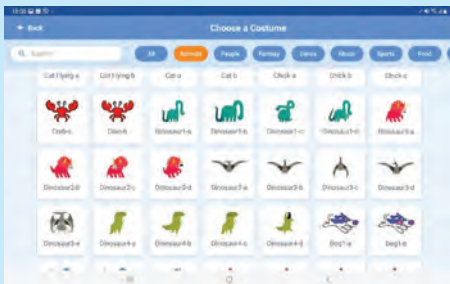 Back
Choose a Costume
All Animals People Fantasy Dance Music Sports Food
Cat Flying-a Cat Flying-b Cat-a Cat-b Chick-a Chick-b Chick-c
Crab-a Crab-b Dinosaur1-a Dinosaur1-b Dinosaur1-c Dinosaur1-d Dinosaur2-a
Dinosaur2-b Dinosaur2-c Dinosaur2-d Dinosaur3-a Dinosaur3-b Dinosaur3-c Dinosaur3-d
Dinosaur3-e Dinosaur4-a Dinosaur4-b Dinosaur4-c Dinosaur4-d Dog1-a Dog1-b